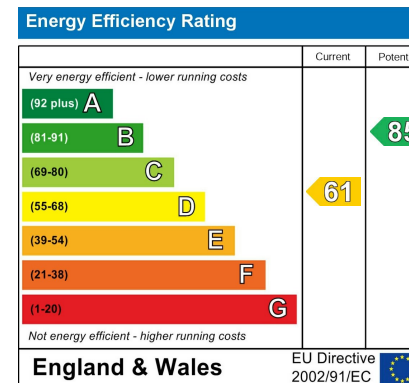 Energy Efficiency Rating
Current Potent
Very energy efficient - lower running costs
(92 plus) A
(81-91) B
85
(69-80) C
(55-68) D
61
(39-54) E
(21-38) F
(1-20) G
Not energy efficient - higher running costs
England & Wales
EU Directive
2002/91/EC